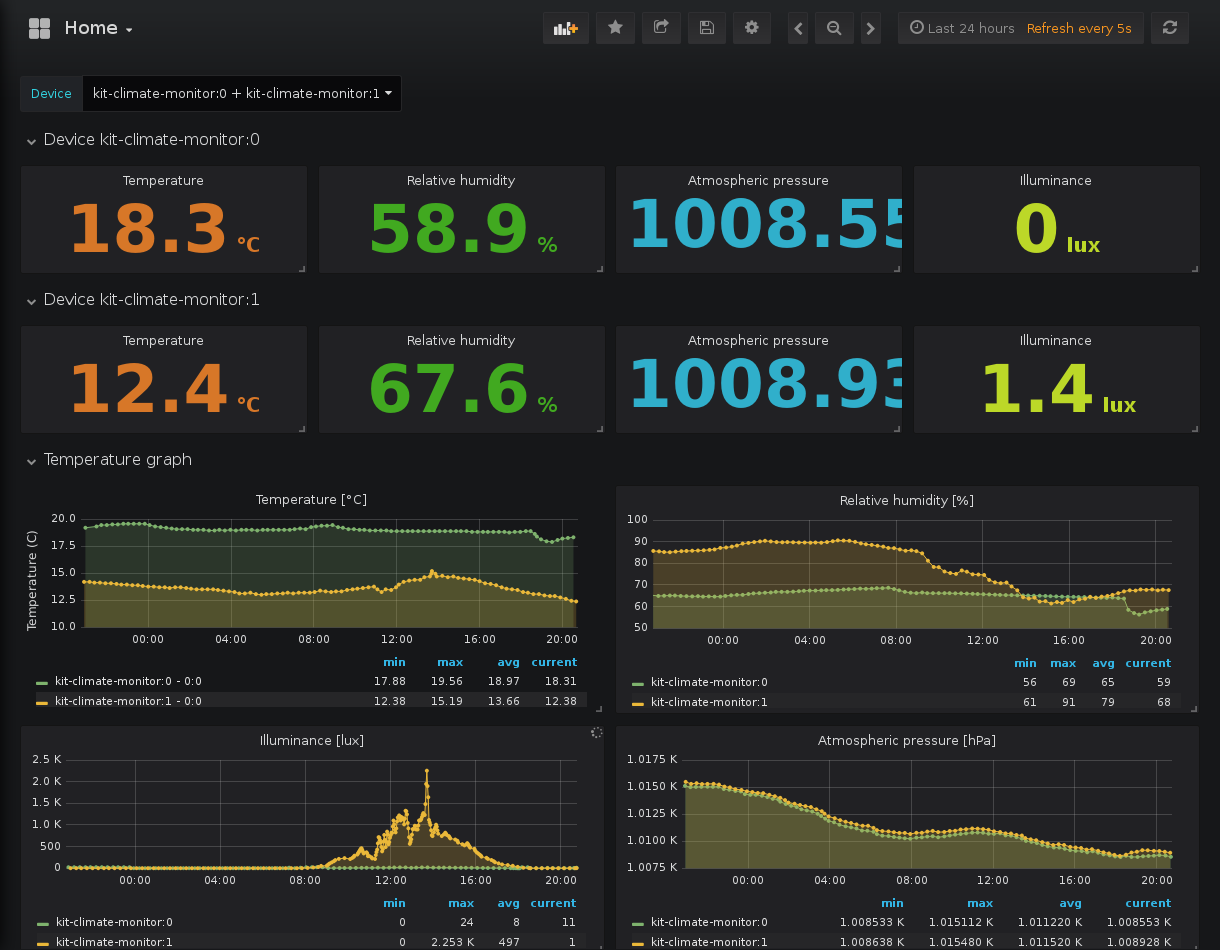 Home
Last 24 hours Refresh every 5s
Device kit-climate-monitor:0 + kit-climate-monitor:1
Device kit-climate-monitor:0
Temperature
18.3 °C
Relative humidity
58.9 %
Atmospheric pressure
1008.55
Illuminance
0 lux
Device kit-climate-monitor:1
Temperature
12.4 °C
Relative humidity
67.6 %
Atmospheric pressure
1008.93
Illuminance
1.4 lux
Temperature graph
Temperature [°C]
Temperature (C)
20.0
17.5
15.0
12.5
10.0
00:00 04:00 08:00 12:00 16:00 20:00
min max avg current
kit-climate-monitor:0 - 0:0 17.88 19.56 18.97 18.31
kit-climate-monitor:1 - 0:0 12.38 15.19 13.66 12.38
Relative humidity [%]
100
90
80
70
60
50
00:00 04:00 08:00 12:00 16:00 20:00
min max avg current
kit-climate-monitor:0 56 69 65 59
kit-climate-monitor:1 61 91 79 68
Illuminance [lux]
2.5 K
2.0 K
1.5 K
1.0 K
500
0
00:00 04:00 08:00 12:00 16:00 20:00
min max avg current
kit-climate-monitor:0 0 24 8 11
kit-climate-monitor:1 0 2.253 K 497 1
Atmospheric pressure [hPa]
1.0175 K
1.0150 K
1.0125 K
1.0100 K
1.0075 K
00:00 04:00 08:00 12:00 16:00 20:00
min max avg current
kit-climate-monitor:0 1.008533 K 1.015112 K 1.011220 K 1.008553 K
kit-climate-monitor:1 1.008638 K 1.015480 K 1.011520 K 1.008928 K